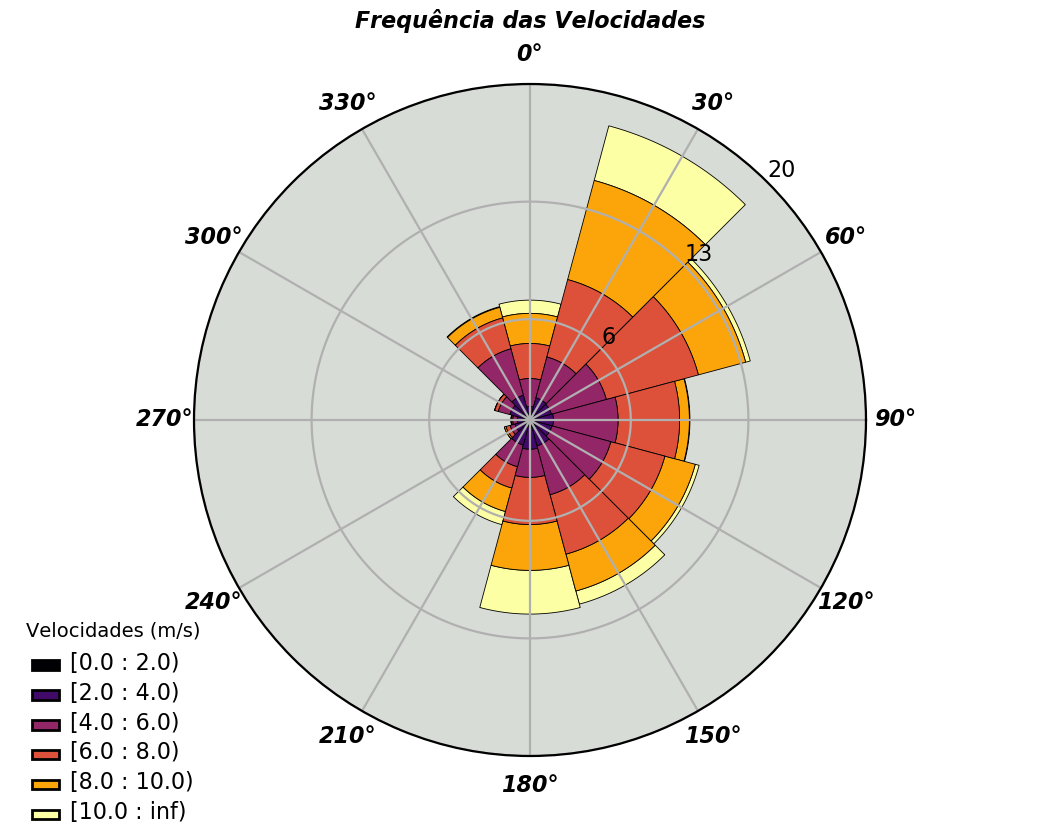 Frequência das Velocidades
0°
30°
60°
90°
120°
150°
180°
210°
240°
270°
300°
330°
20
13
6
Velocidades (m/s)
[0.0 : 2.0)
[2.0 : 4.0)
[4.0 : 6.0)
[6.0 : 8.0)
[8.0 : 10.0)
[10.0 : inf)